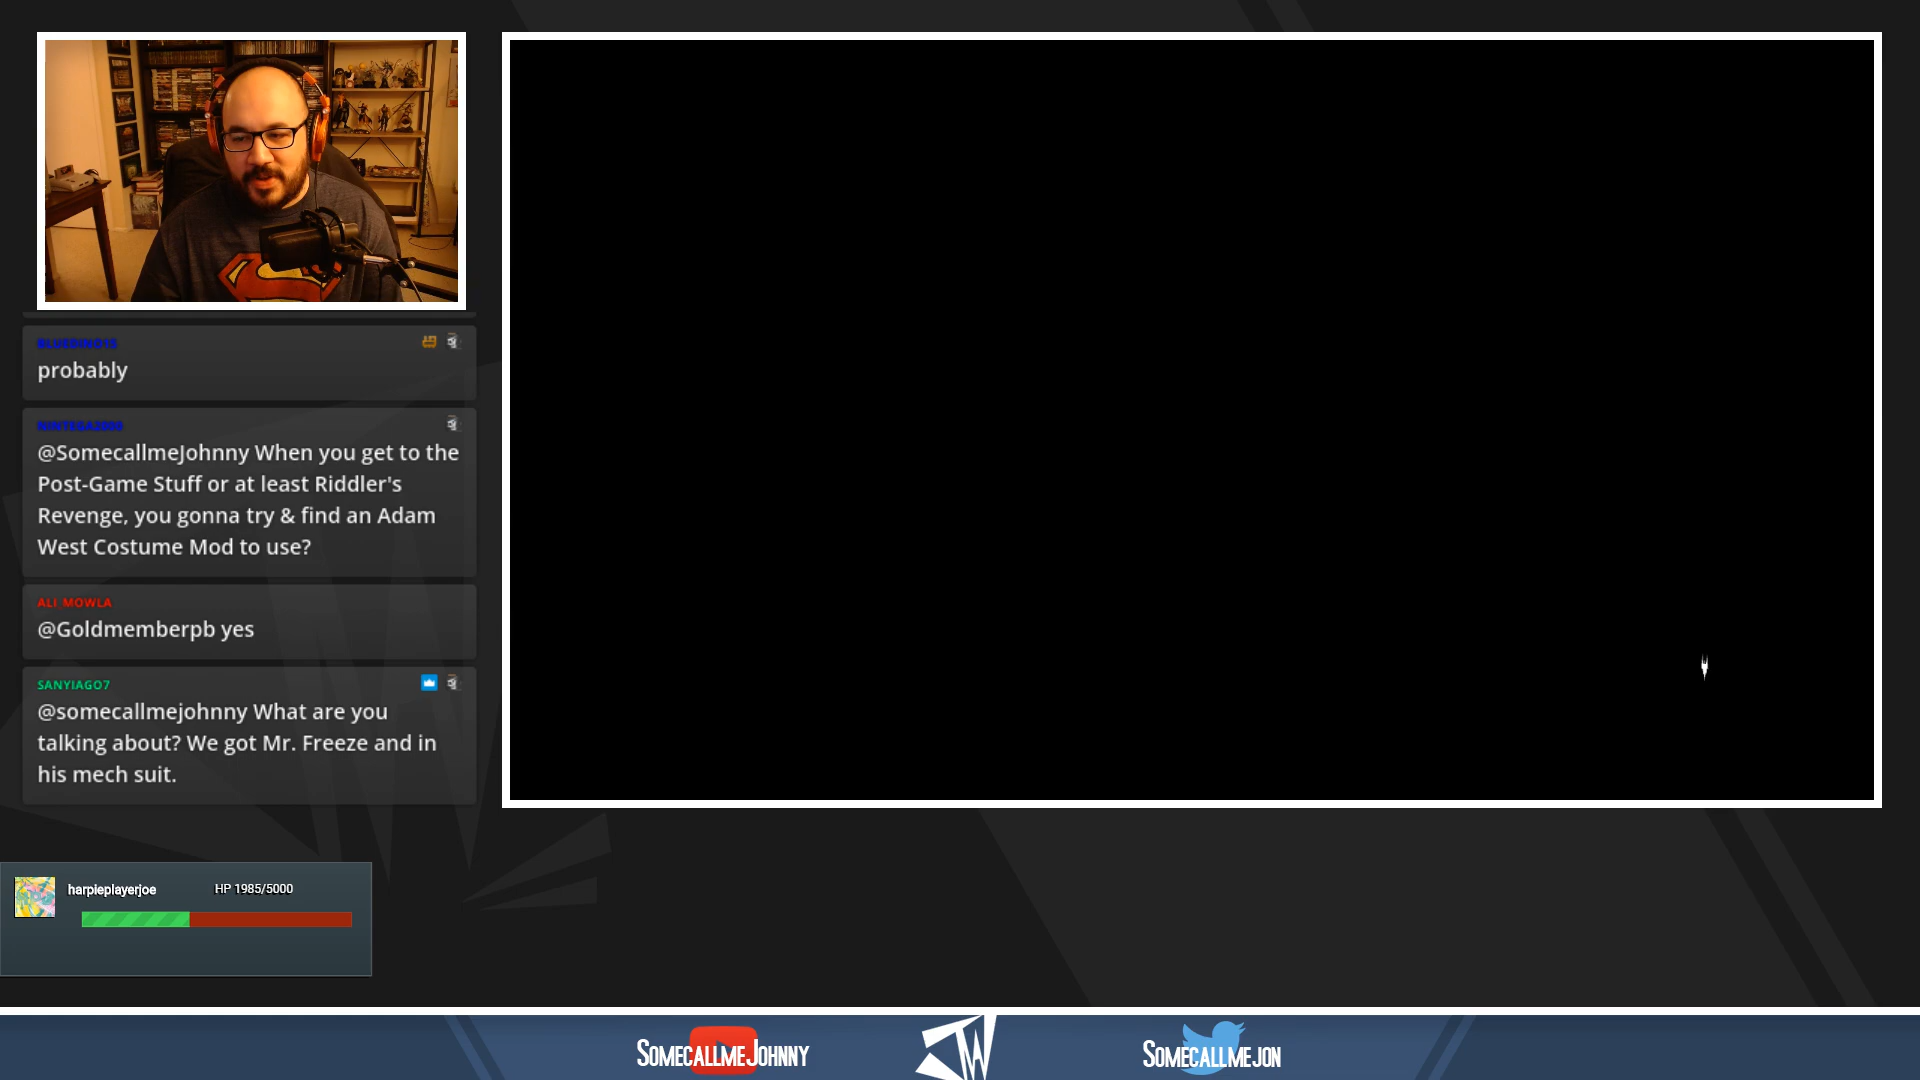 BLUEDINO18
probably
@SomecallmeJohnny When you get to the
Post-Game Stuff or at least Riddler's
Revenge, you gonna try & find an Adam
West Costume Mod to use?
ALI_MOWLA
@Goldmemberpb yes
SANYIAGO7
@somecallmejohnny What are you
talking about? We got Mr. Freeze and in
his mech suit.
harpieplayerjoe HP 1985/5000
SOMECALLMEJOHNNY
SOMECALLMEJON